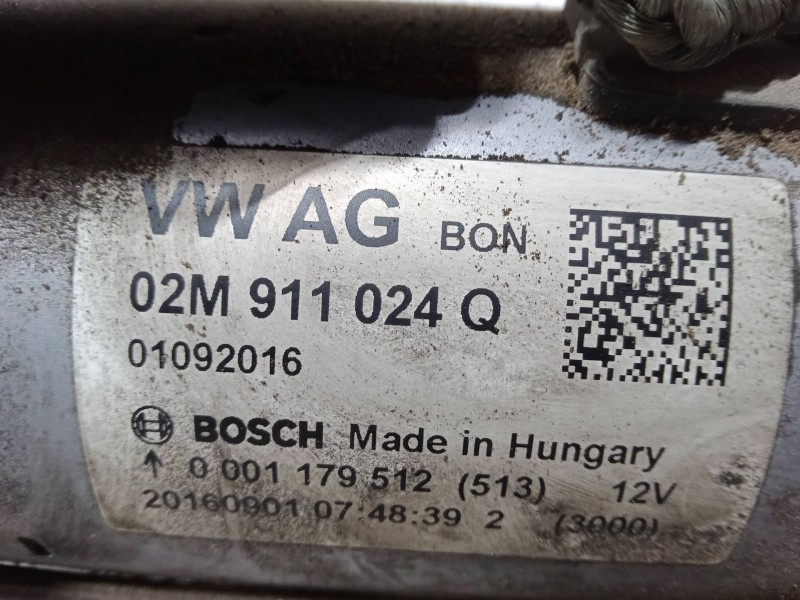 VW AG BON
02M 911 024 Q
01092016
BOSCH Made in Hungary
↑ 0 001 179 512 (513) 12V
20160901 07:48:39 2 (3000)